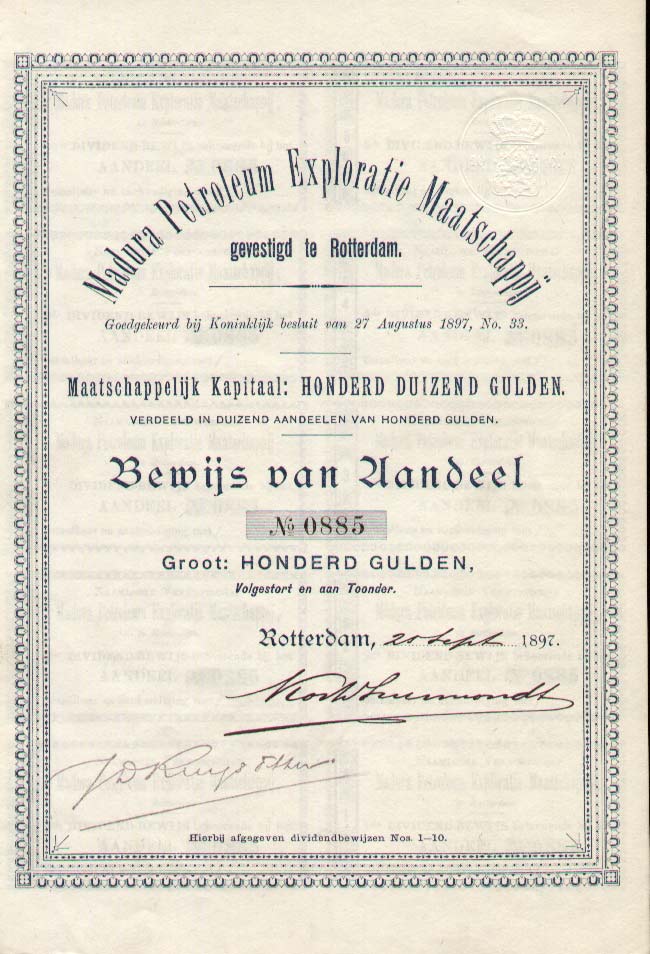 Madura Petroleum Exploratie Maatschappij
gevestigd te Rotterdam.
Goedgekeurd bij Koninklijk besluit van 27 Augustus 1897, No. 33.
Maatschappelijk Kapitaal: HONDERD DUIZEND GULDEN.
VERDEELD IN DUIZEND AANDEELEN VAN HONDERD GULDEN.
Bewijs van Aandeel
No 0885
Groot: HONDERD GULDEN,
Volgestort en aan Toonder.
Rotterdam, 20 Sept 1897.
Hierbij afgegeven dividendbewijzen Nos. 1—10.